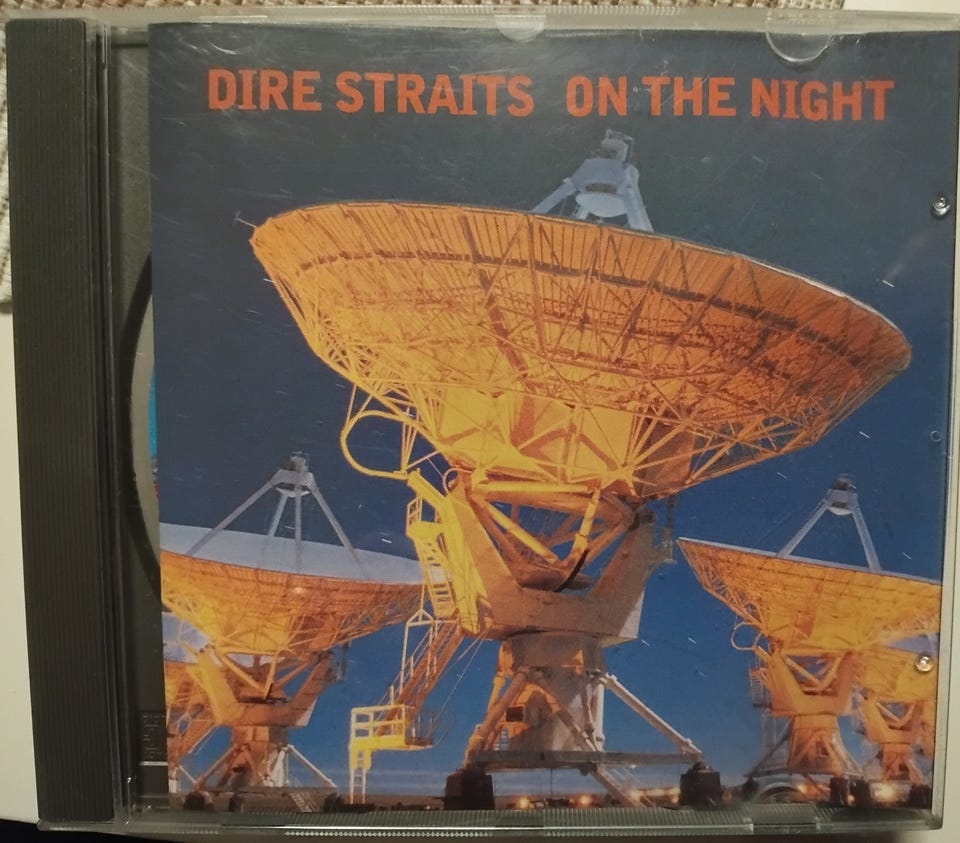 DIRE STRAITS ON THE NIGHT